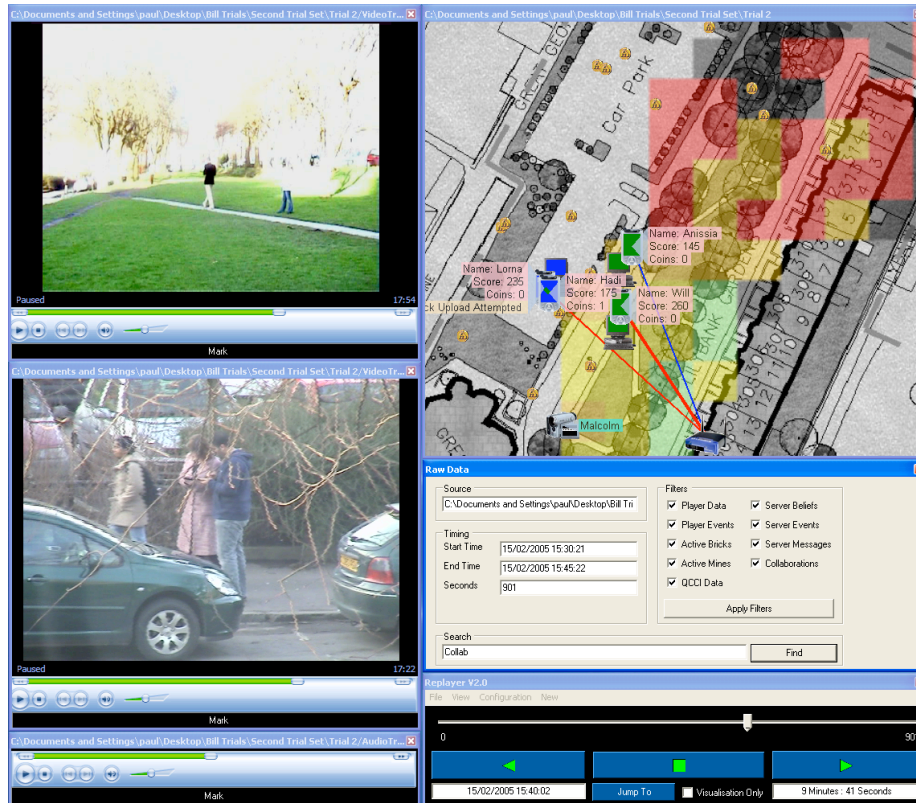 C:\Documents and Settings\paul\Desktop\Bill Trials\Second Trial Set\Trial 2/VideoTr...
Paused
17:54
Mark
C:\Documents and Settings\paul\Desktop\Bill Trials\Second Trial Set\Trial 2/VideoTr...
Paused
17:22
Mark
C:\Documents and Settings\paul\Desktop\Bill Trials\Second Trial Set\Trial 2/AudioTr...
Mark
C:\Documents and Settings\paul\Desktop\Bill Trials\Second Trial Set\Trial 2
Car Park
Name: Anissia
Score: 145
Coins: 0
Name: Lorna
Score: 235
Coins: 0
Name: Hadi
Score: 175
Coins: 1
Name: Will
Score: 260
Coins: 0
ck Upload Attempted
BANK
Malcolm
Raw Data
Source
C:\Documents and Settings\paul\Desktop\Bill Tri
Timing
Start Time
15/02/2005 15:30:21
End Time
15/02/2005 15:45:22
Seconds
901
Filters
Player Data
Server Beliefs
Player Events
Server Events
Active Bricks
Server Messages
Active Mines
Collaborations
QCCI Data
Apply Filters
Search
Collab
Find
Replayer V2.0
File View Configuration New
0
901
15/02/2005 15:40:02
Jump To
Visualisation Only
9 Minutes : 41 Seconds